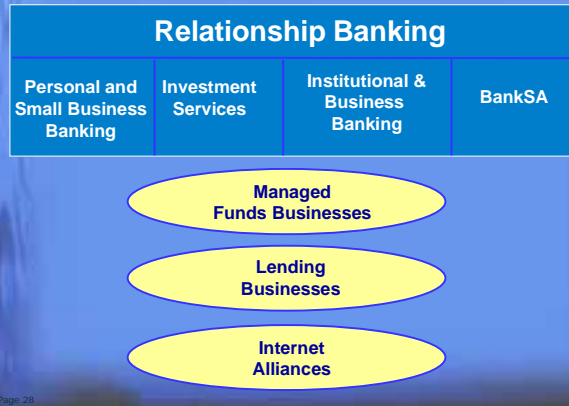 Relationship Banking
Personal and
Small Business
Banking
Investment
Services
Institutional &
Business
Banking
BankSA
Managed
Funds Businesses
Lending
Businesses
Internet
Alliances
Page 28